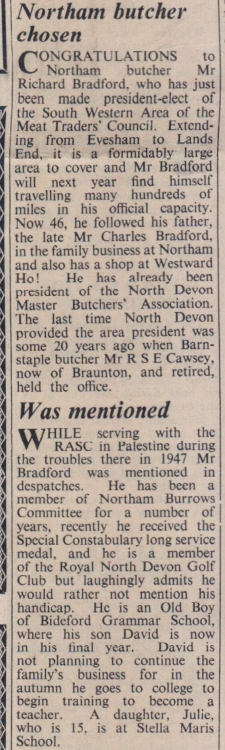 Northam butcher
chosen
CONGRATULATIONS to
Northam butcher Mr
Richard Bradford, who has just
been made president-elect of
the South Western Area of the
Meat Traders' Council. Extend-
ing from Evesham to Lands
End, it is a formidably large
area to cover and Mr Bradford
will next year find himself
travelling many hundreds of
miles in his official capacity.
Now 46, he followed his father,
the late Mr Charles Bradford,
in the family business at Northam
and also has a shop at Westward
Ho! He has already been
president of the North Devon
Master Butchers' Association.
The last time North Devon
provided the area president was
some 20 years ago when Barn-
staple butcher Mr R S E Cawsey,
now of Braunton, and retired,
held the office.
Was mentioned
WHILE serving with the
RASC in Palestine during
the troubles there in 1947 Mr
Bradford was mentioned in
despatches. He has been a
member of Northam Burrows
Committee for a number of
years, recently he received the
Special Constabulary long service
medal, and he is a member
of the Royal North Devon Golf
Club but laughingly admits he
would rather not mention his
handicap. He is an Old Boy
of Bideford Grammar School,
where his son David is now
in his final year. David is
not planning to continue the
family's business for in the
autumn he goes to college to
begin training to become a
teacher. A daughter, Julie,
who is 15, is at Stella Maris
School.